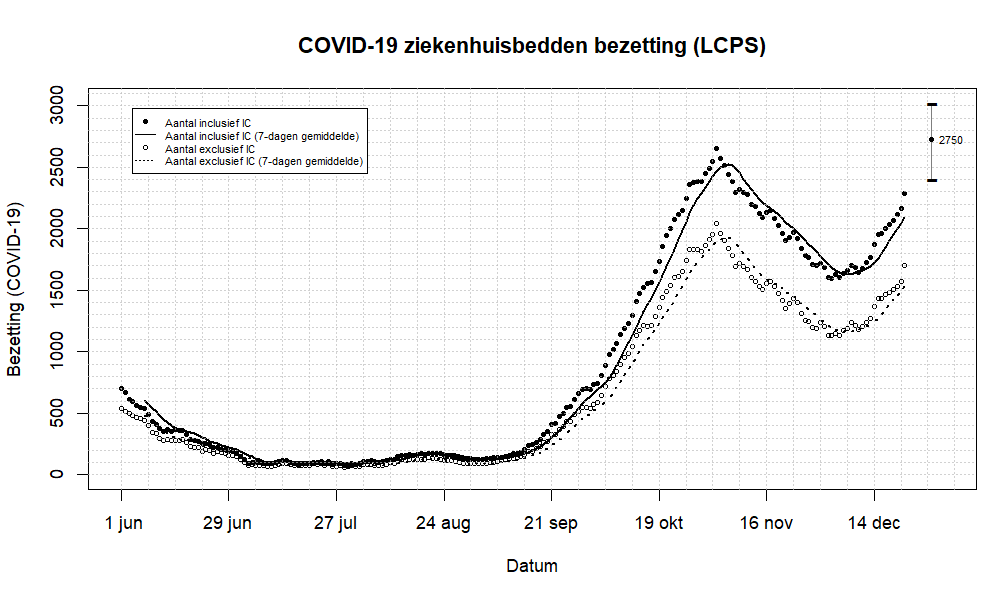 COVID-19 ziekenhuisbedden bezetting (LCPS)
Aantal inclusief IC
Aantal inclusief IC (7-dagen gemiddelde)
Aantal exclusief IC
Aantal exclusief IC (7-dagen gemiddelde)
2750
Bezetting (COVID-19)
3000
2500
2000
1500
1000
500
0
1 jun 29 jun 27 jul 24 aug 21 sep 19 okt 16 nov 14 dec
Datum